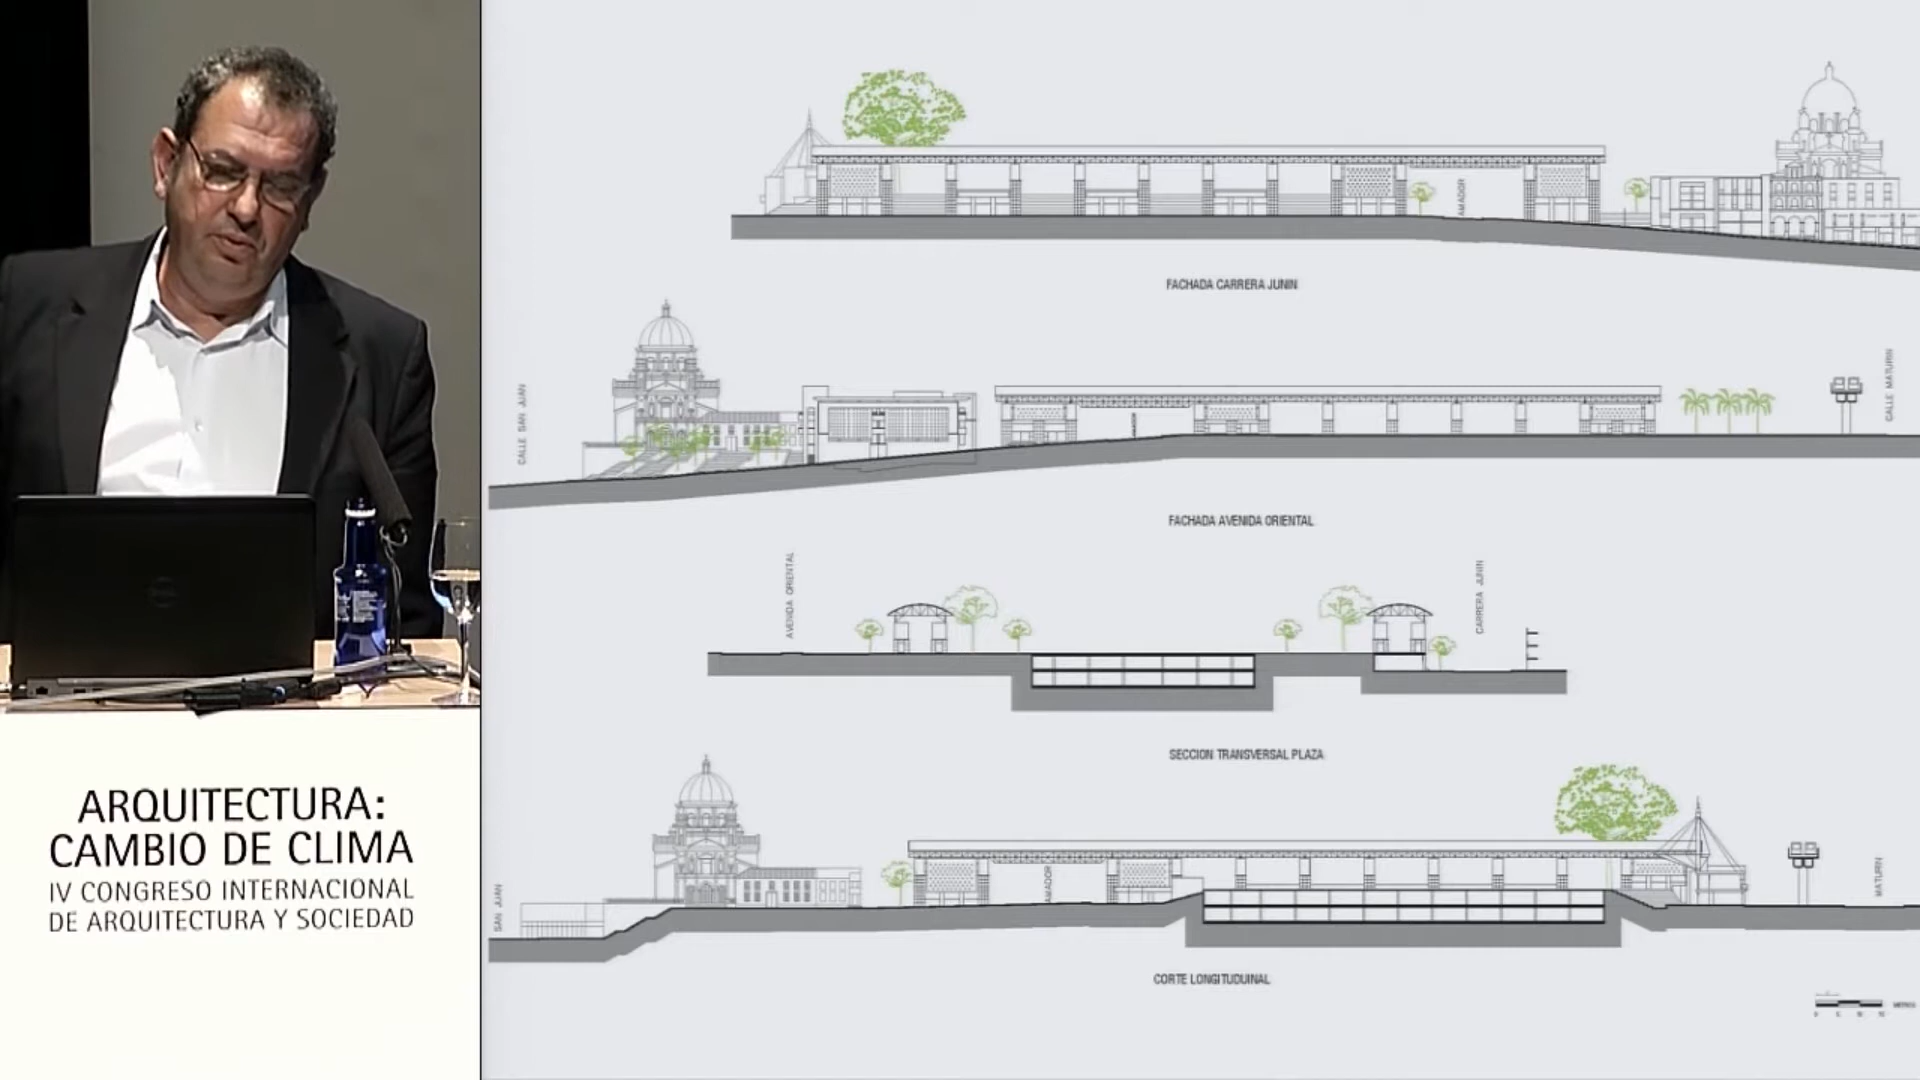 ARQUITECTURA:
CAMBIO DE CLIMA
IV CONGRESO INTERNACIONAL
DE ARQUITECTURA Y SOCIEDAD
AMADOR
FACHADA CARRERA JUNIN
CALLE SAN JUAN
CALLE MATURIN
FACHADA AVENIDA ORIENTAL
AVENIDA ORIENTAL
CARRERA JUNIN
SECCION TRANSVERSAL PLAZA
SAN JUAN
AMADOR
MATURIN
CORTE LONGITUDUINAL